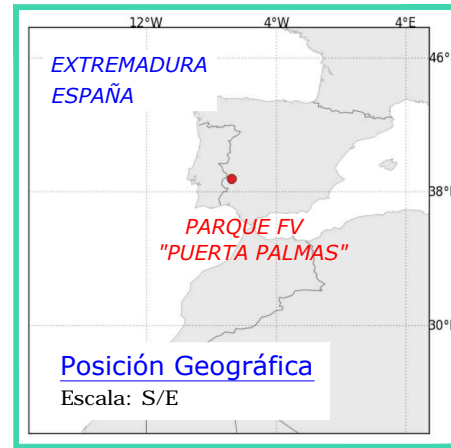 12°W 4°W 4°E
EXTREMADURA
ESPAÑA
46°
38°
PARQUE FV
"PUERTA PALMAS"
30°
Posición Geográfica
Escala: S/E